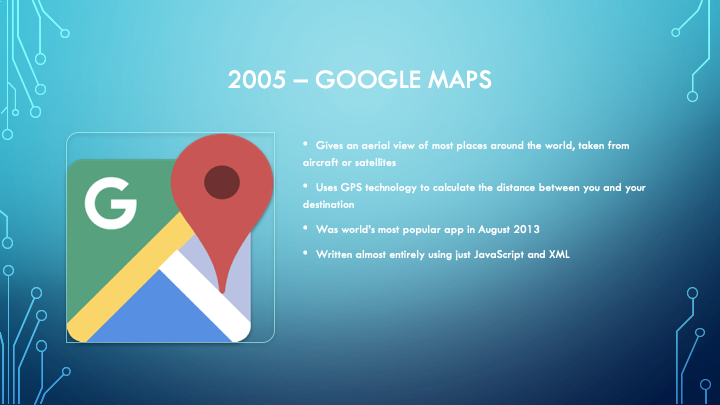 2005 – GOOGLE MAPS
G
• Gives an aerial view of most places around the world, taken from
aircraft or satellites
• Uses GPS technology to calculate the distance between you and your
destination
• Was world's most popular app in August 2013
• Written almost entirely using just JavaScript and XML